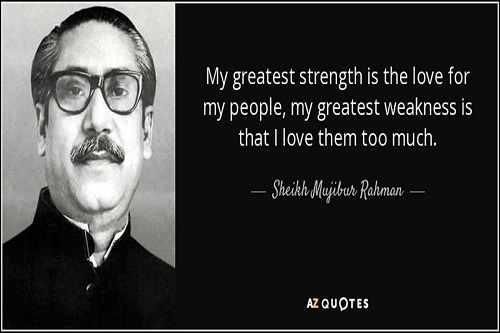 My greatest strength is the love for
my people, my greatest weakness is
that I love them too much.
— Sheikh Mujibur Rahman —
AZ QUOTES